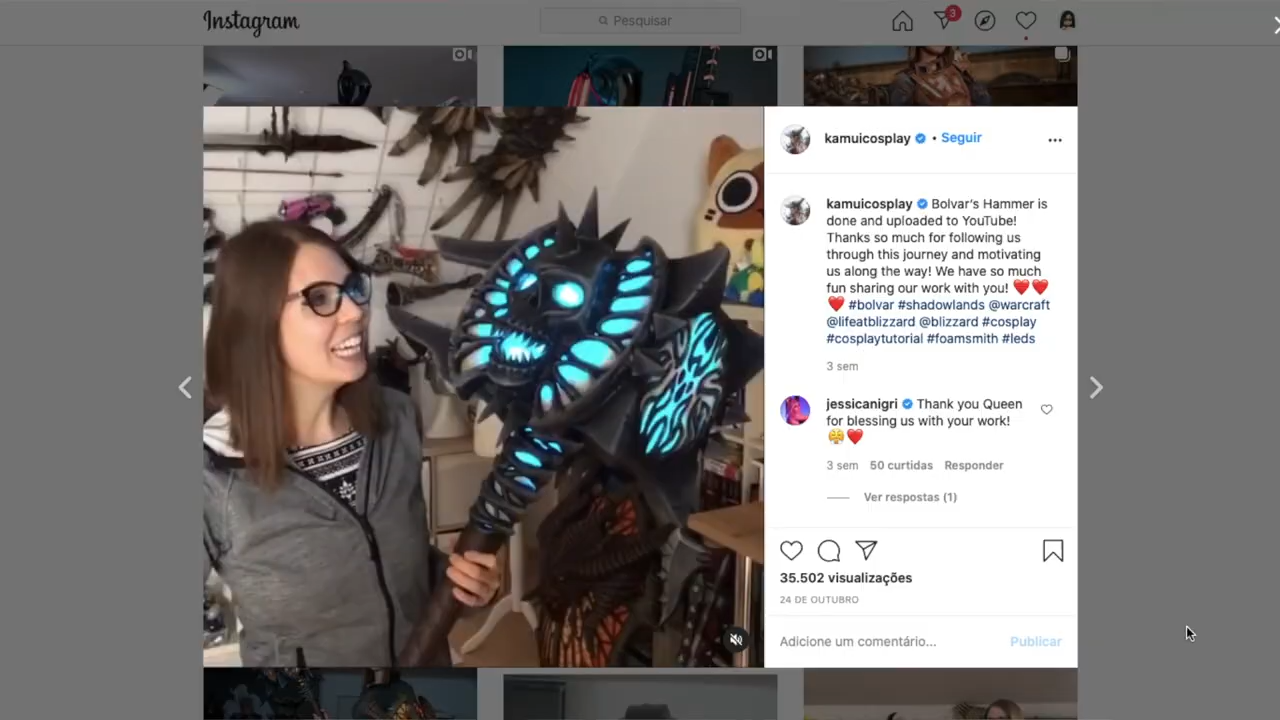 Instagram
Pesquisar
3
kamuicosplay • Seguir
kamuicosplay Bolvar's Hammer is
done and uploaded to YouTube!
Thanks so much for following us
through this journey and motivating
us along the way! We have so much
fun sharing our work with you! ❤️❤️
❤️ #bolvar #shadowlands @warcraft
@lifeatblizzard @blizzard #cosplay
#cosplaytutorial #foamsmith #leds
3 sem
jessicanigri Thank you Queen
for blessing us with your work!
😤❤️
3 sem 50 curtidas Responder
Ver respostas (1)
35.502 visualizações
24 DE OUTUBRO
Adicione um comentário... Publicar